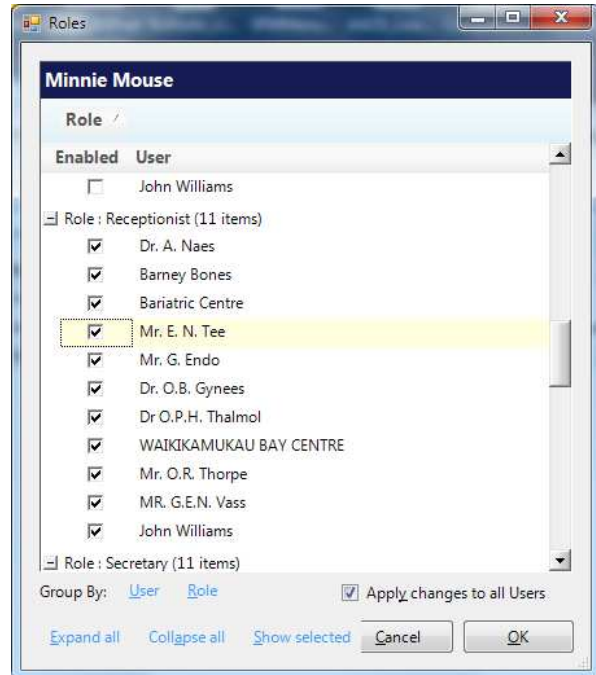 Roles
Minnie Mouse
Role
Enabled User
John Williams
Role : Receptionist (11 items)
Dr. A. Naes
Barney Bones
Bariatric Centre
Mr. E. N. Tee
Mr. G. Endo
Dr. O.B. Gynees
Dr O.P.H. Thalmol
WAIKIKAMUKAU BAY CENTRE
Mr. O.R. Thorpe
MR. G.E.N. Vass
John Williams
Role : Secretary (11 items)
Group By: User Role Apply changes to all Users
Expand all Collapse all Show selected Cancel OK